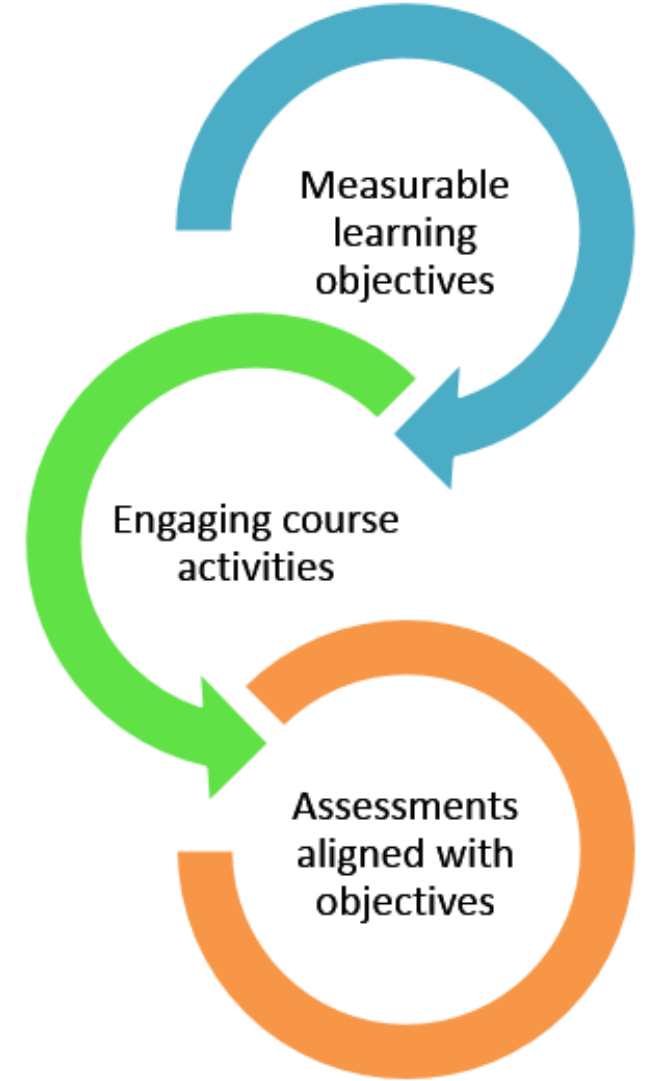 Measurable
learning
objectives
Engaging course
activities
Assessments
aligned with
objectives